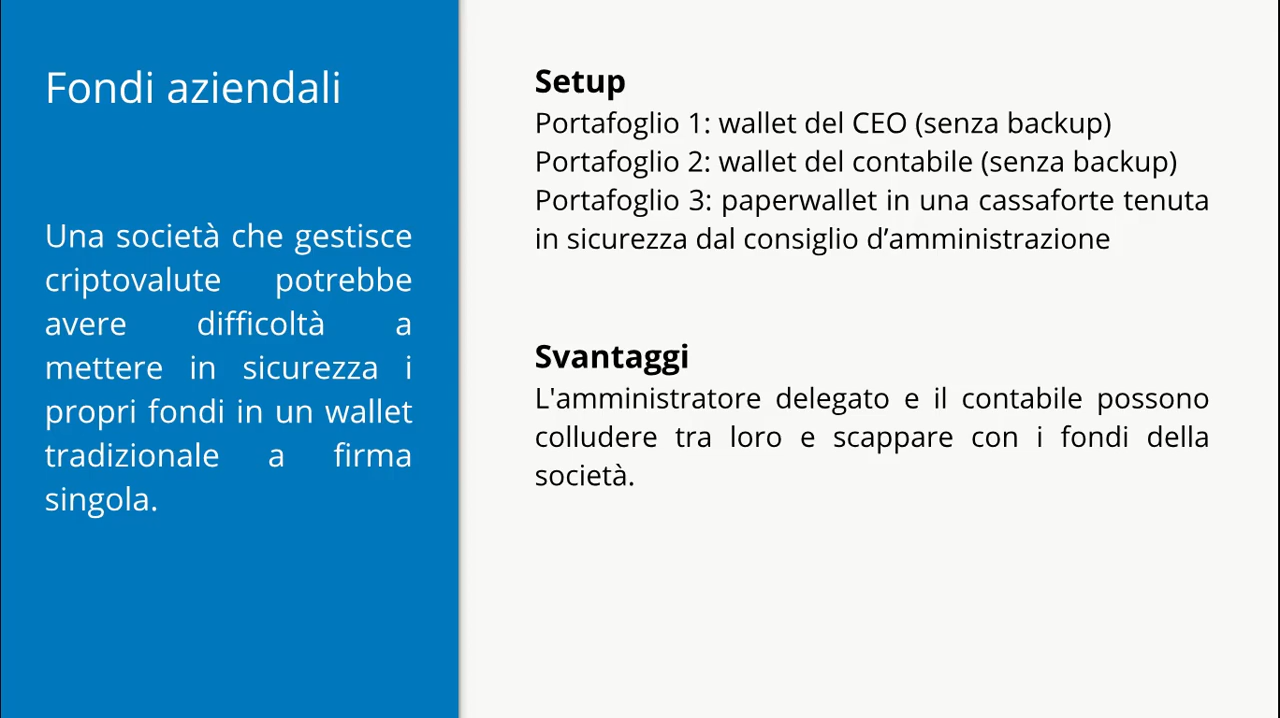 Fondi aziendali
Una società che gestisce
criptovalute potrebbe
avere difficoltà a
mettere in sicurezza i
propri fondi in un wallet
tradizionale a firma
singola.
Setup
Portafoglio 1: wallet del CEO (senza backup)
Portafoglio 2: wallet del contabile (senza backup)
Portafoglio 3: paperwallet in una cassaforte tenuta
in sicurezza dal consiglio d’amministrazione
Svantaggi
L'amministratore delegato e il contabile possono
colludere tra loro e scappare con i fondi della
società.